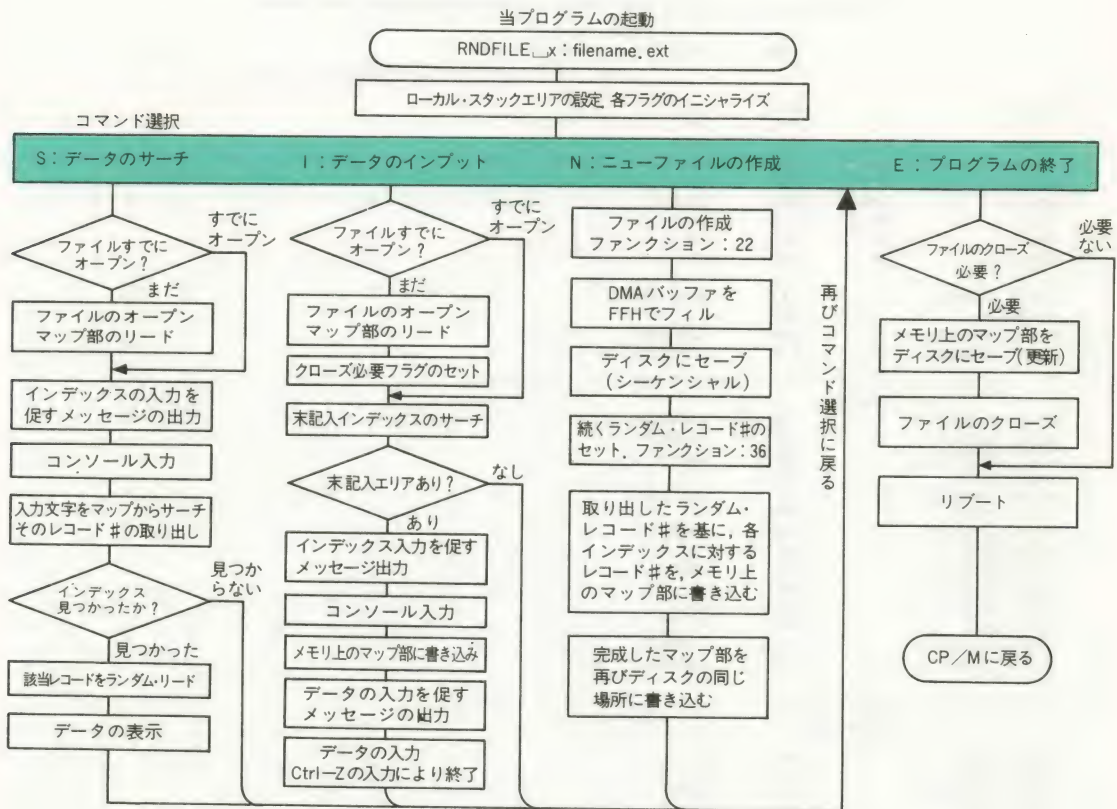 当プログラムの起動
RNDFILE␣x：filename．ext
ローカル・スタックエリアの設定，各フラグのイニシャライズ
コマンド選択
S：データのサーチ
I：データのインプット
N：ニューファイルの作成
E：プログラムの終了
ファイルすでに
オープン？
すでに
オープン
まだ
ファイルのオープン
マップ部のリード
インデックスの入力を
促すメッセージの出力
コンソール入力
入力文字をマップからサーチ
そのレコード＃の取り出し
インデックス
見つかったか？
見つか
らない
見つかった
該当レコードをランダム・リード
データの表示
ファイルすでに
オープン？
すでに
オープン
まだ
ファイルのオープン
マップ部のリード
クローズ必要フラグのセット
末記入インデックスのサーチ
末記入エリアあり？
なし
あり
インデックス入力を促す
メッセージ出力
コンソール入力
メモリ上のマップ部に書き込み
データの入力を促す
メッセージの出力
データの入力
Ctrl－Zの入力により終了
ファイルの作成
ファンクション：22
DMAバッファを
FFHでフィル
ディスクにセーブ
（シーケンシャル）
続くランダム・レコード＃の
セット．ファンクション：36
取り出したランダム・
レコード＃を基に，各
インデックスに対する
レコード＃を，メモリ上
のマップ部に書き込む
完成したマップ部を
再びディスクの同じ
場所に書き込む
再びコマンド選択に戻る
ファイルのクローズ
必要？
必要
ない
必要
メモリ上のマップ部を
ディスクにセーブ（更新）
ファイルのクローズ
リブート
CP／Mに戻る